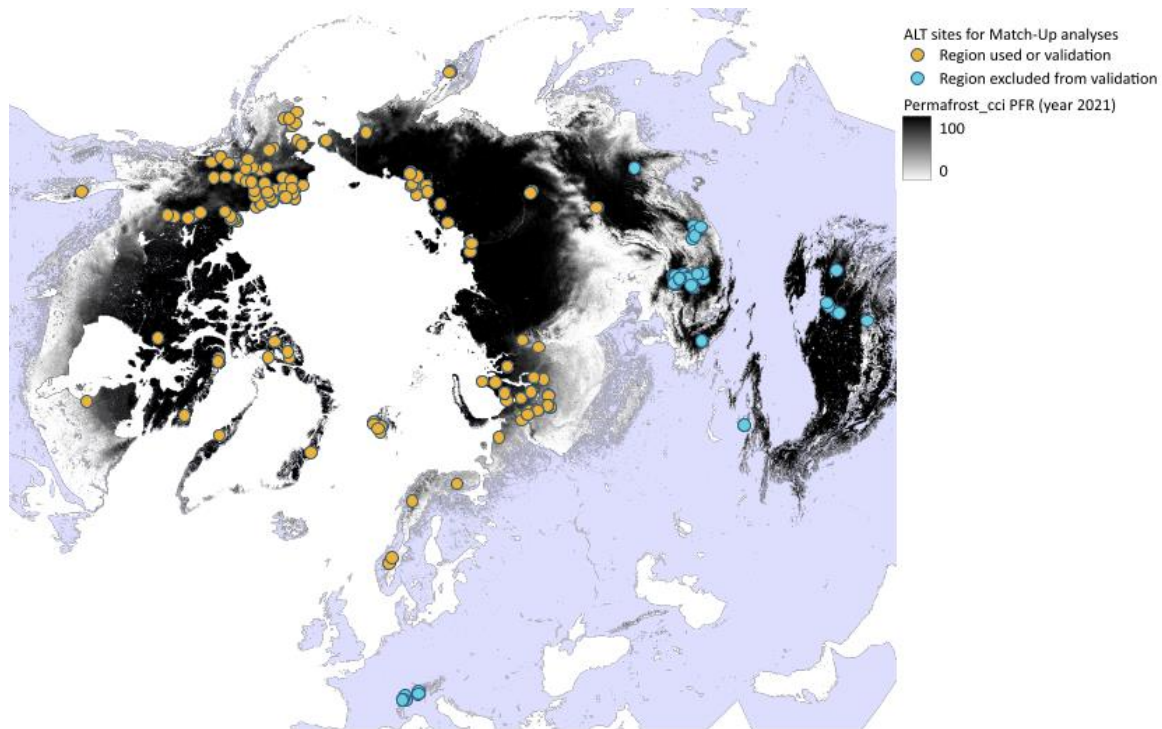 ALT sites for Match-Up analyses
Region used or validation
Region excluded from validation
Permafrost_cci PFR (year 2021)
100
0